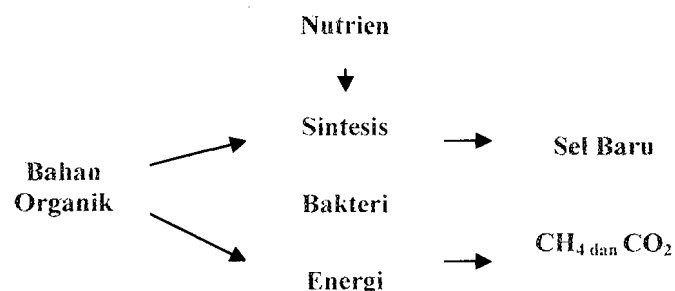 Nutrien
Sintesis
Sel Baru
Bahan
Organik
Bakteri
CH₄ dan CO₂
Energi